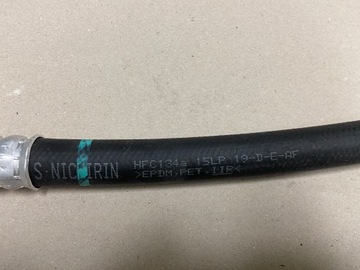 S·NICHIRIN HFC134a 15LP 19-D-E-AF
>EPDM,PET,IIR<